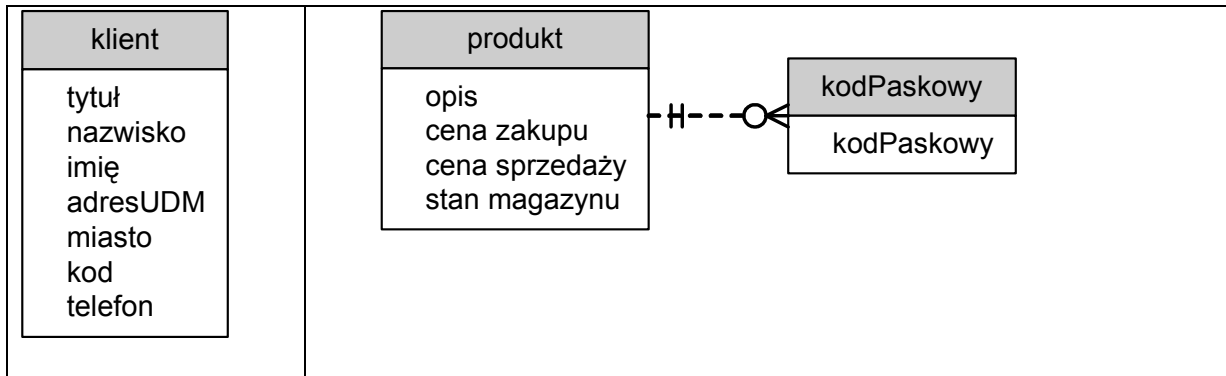 klient
tytuł
nazwisko
imię
adresUDM
miasto
kod
telefon
produkt
opis
cena zakupu
cena sprzedaży
stan magazynu
kodPaskowy
kodPaskowy